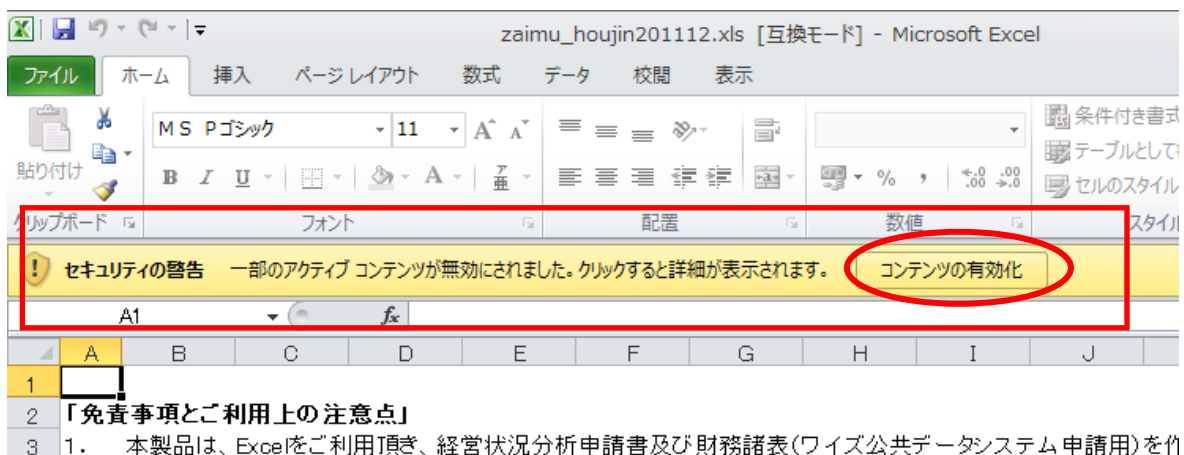 zaimu_houjin201112.xls [互換モード] - Microsoft Excel
ファイル ホーム 挿入 ページ レイアウト 数式 データ 校閲 表示
ＭＳ Ｐゴシック 11 A A 条件付き書式
貼り付け B I U A ア亜 % , .0 .00 .00 .0 テーブルとして
セルのスタイル
クリップボード フォント 配置 数値 スタイル
セキュリティの警告 一部のアクティブ コンテンツが無効にされました。クリックすると詳細が表示されます。 コンテンツの有効化
A1 fx
A B C D E F G H I J
1
2 「免責事項とご利用上の注意点」
3 1. 本製品は、Excelをご利用頂き、経営状況分析申請書及び財務諸表(ワイズ公共データシステム申請用)を作